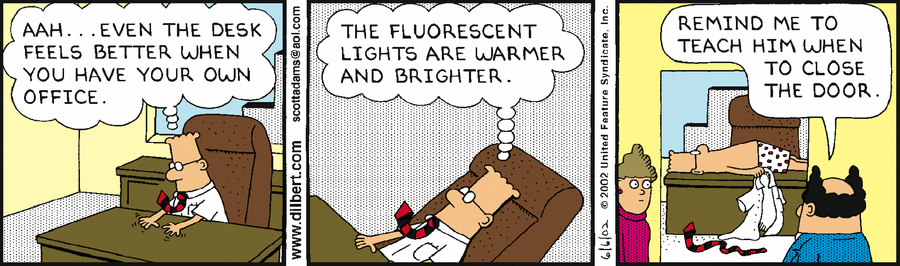 AAH...EVEN THE DESK
FEELS BETTER WHEN
YOU HAVE YOUR OWN
OFFICE.
www.dilbert.com
scottadams@aol.com
THE FLUORESCENT
LIGHTS ARE WARMER
AND BRIGHTER.
6/6/02
© 2002 United Feature Syndicate, Inc.
REMIND ME TO
TEACH HIM WHEN
TO CLOSE
THE DOOR.